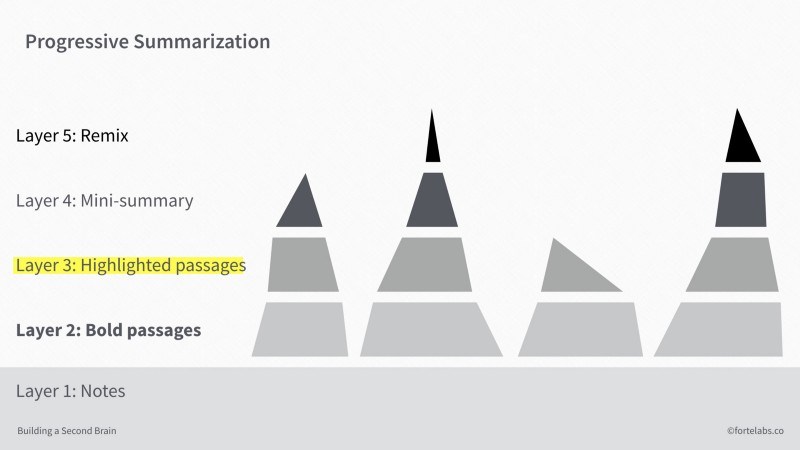 Progressive Summarization
Layer 5: Remix
Layer 4: Mini-summary
Layer 3: Highlighted passages
Layer 2: Bold passages
Layer 1: Notes
Building a Second Brain
©fortelabs.co